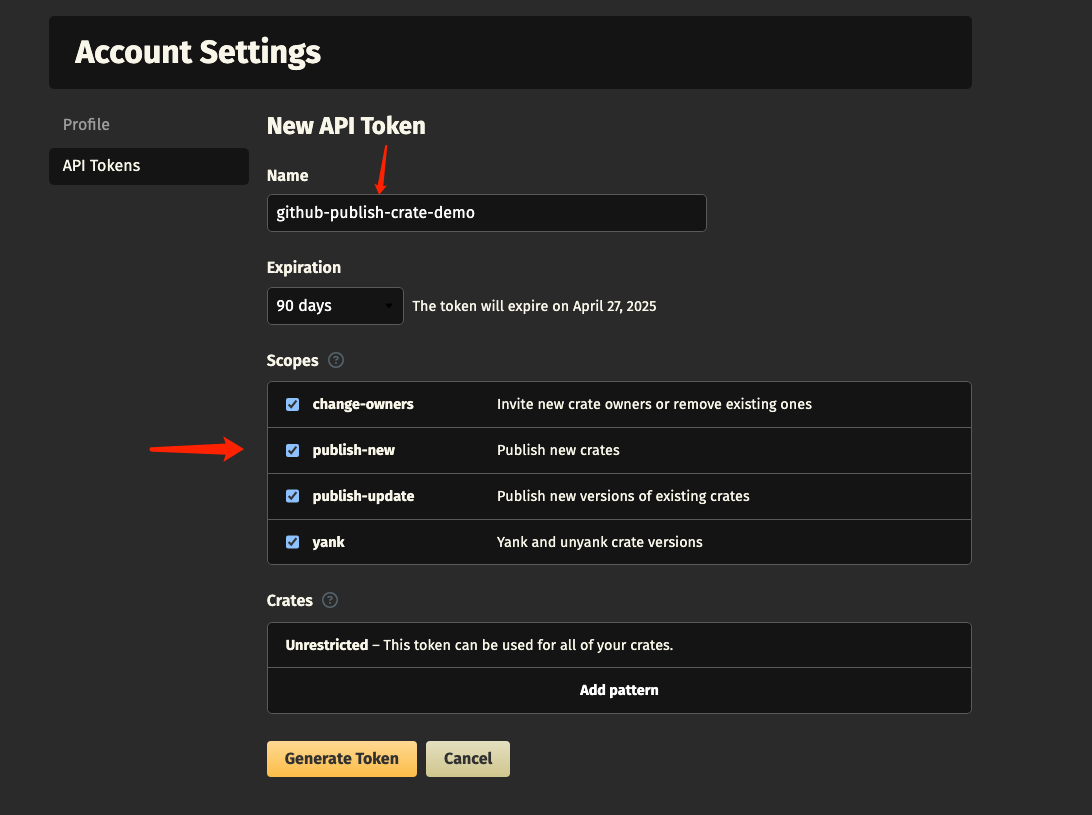 Account Settings
Profile
API Tokens
New API Token
Name
github-publish-crate-demo
Expiration
90 days
The token will expire on April 27, 2025
Scopes ?
change-owners Invite new crate owners or remove existing ones
publish-new Publish new crates
publish-update Publish new versions of existing crates
yank Yank and unyank crate versions
Crates ?
Unrestricted – This token can be used for all of your crates.
Add pattern
Generate Token Cancel